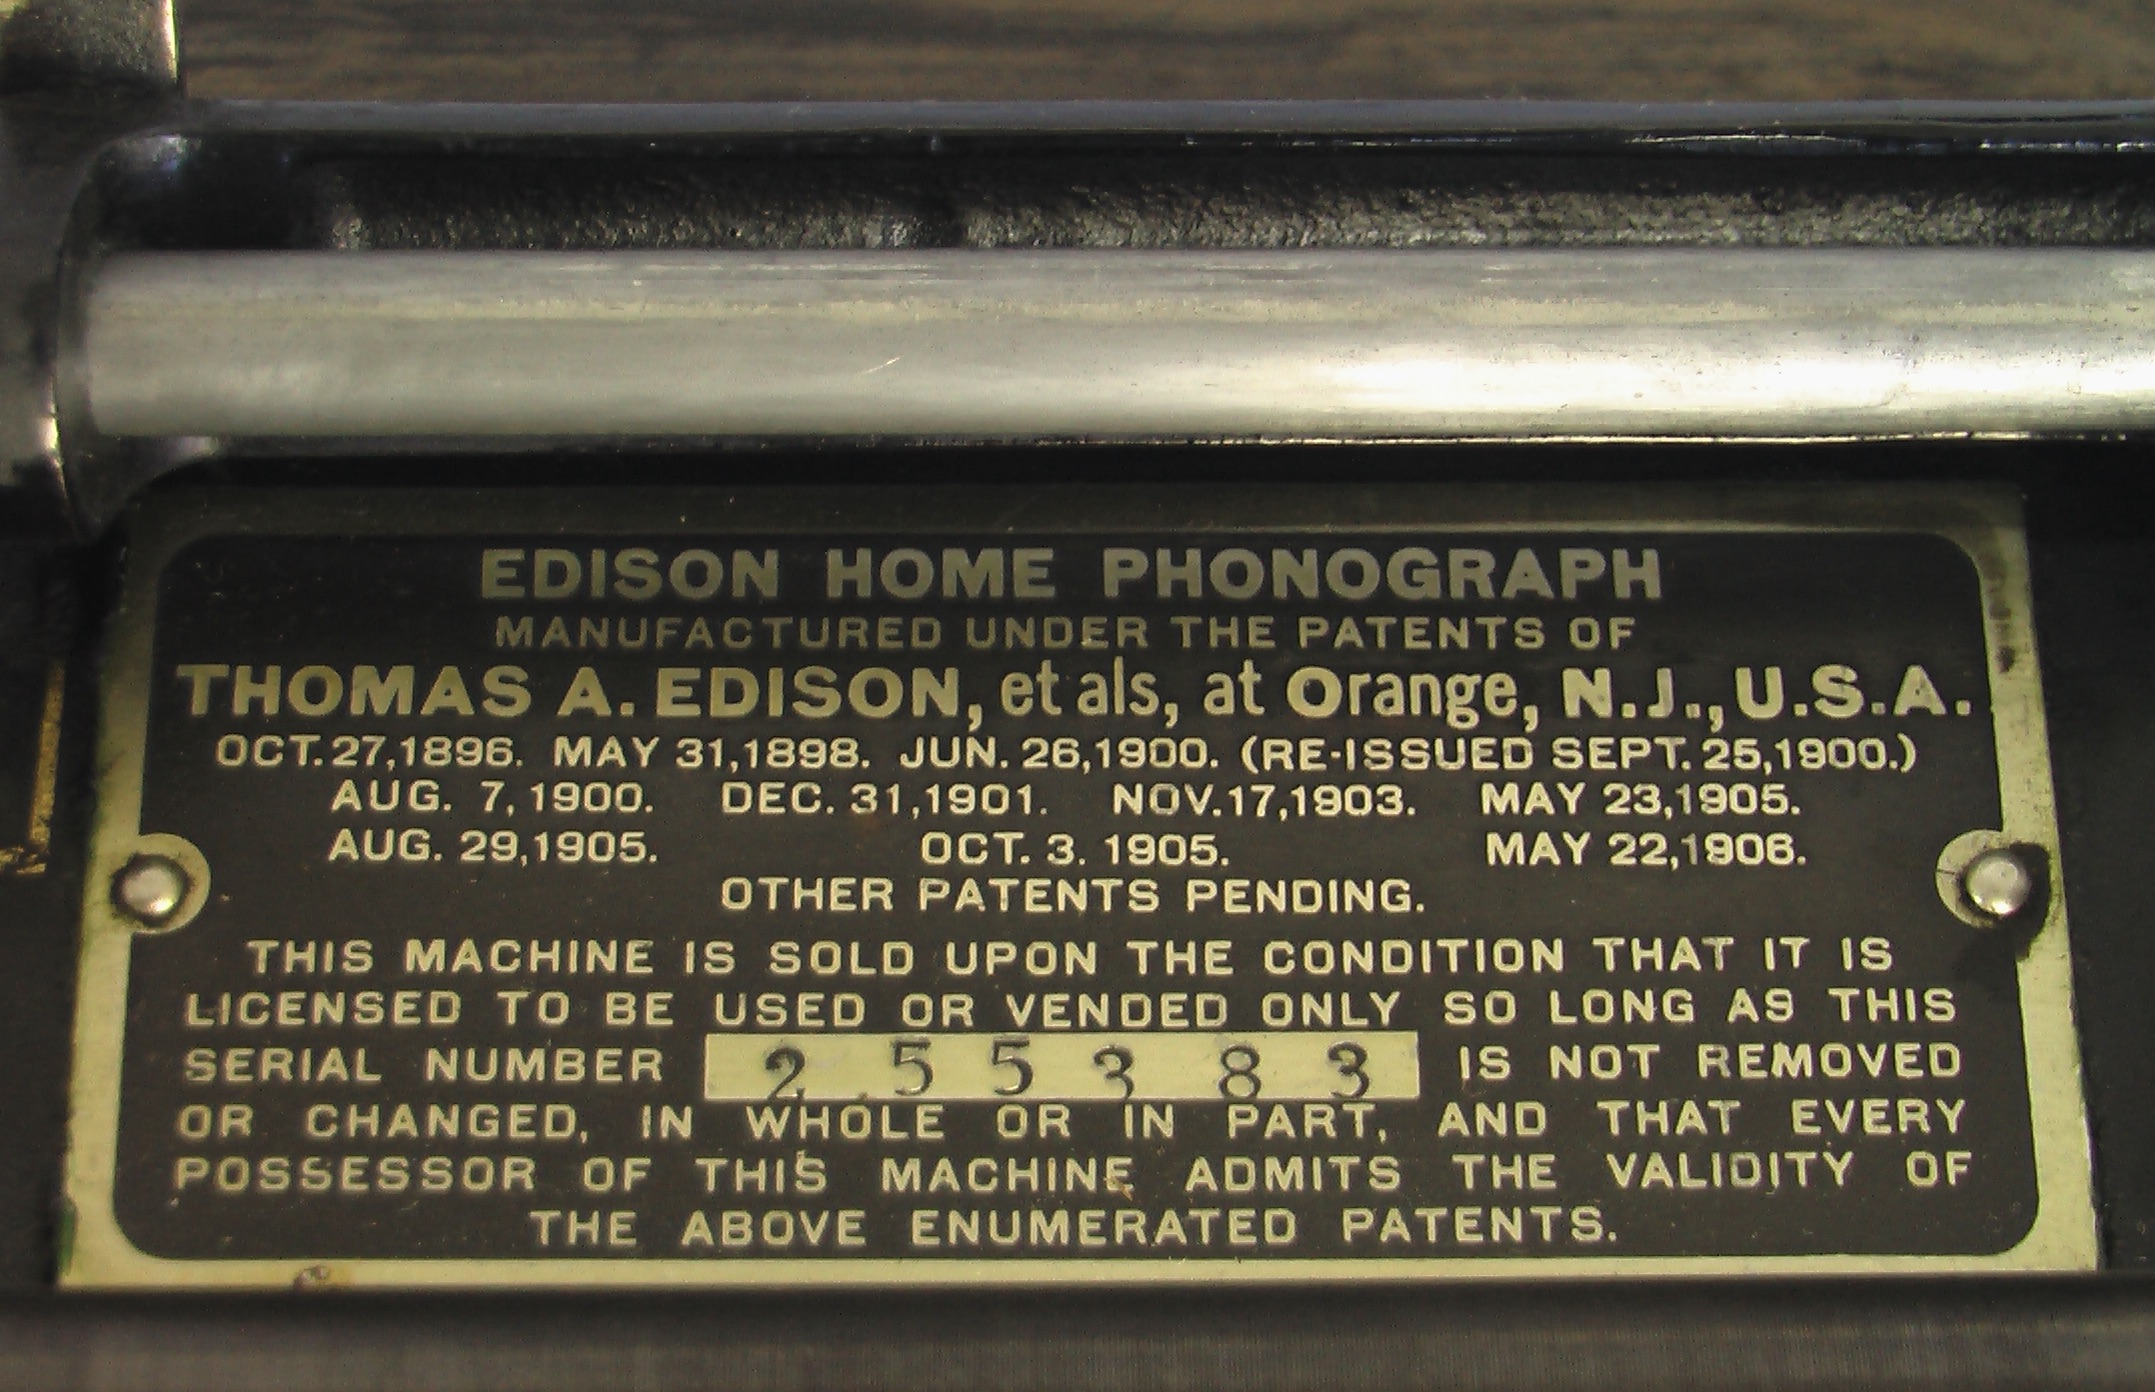 EDISON HOME PHONOGRAPH
MANUFACTURED UNDER THE PATENTS OF
THOMAS A. EDISON, et als, at Orange, N.J., U.S.A.
OCT. 27, 1896. MAY 31, 1898. JUN. 26, 1900. (RE-ISSUED SEPT. 25, 1900.)
AUG. 7, 1900. DEC. 31, 1901. NOV. 17, 1903. MAY 23, 1905.
AUG. 29, 1905. OCT. 3. 1905. MAY 22, 1906.
OTHER PATENTS PENDING.
THIS MACHINE IS SOLD UPON THE CONDITION THAT IT IS
LICENSED TO BE USED OR VENDED ONLY SO LONG AS THIS
SERIAL NUMBER 255383 IS NOT REMOVED
OR CHANGED, IN WHOLE OR IN PART, AND THAT EVERY
POSSESSOR OF THIS MACHINE ADMITS THE VALIDITY OF
THE ABOVE ENUMERATED PATENTS.